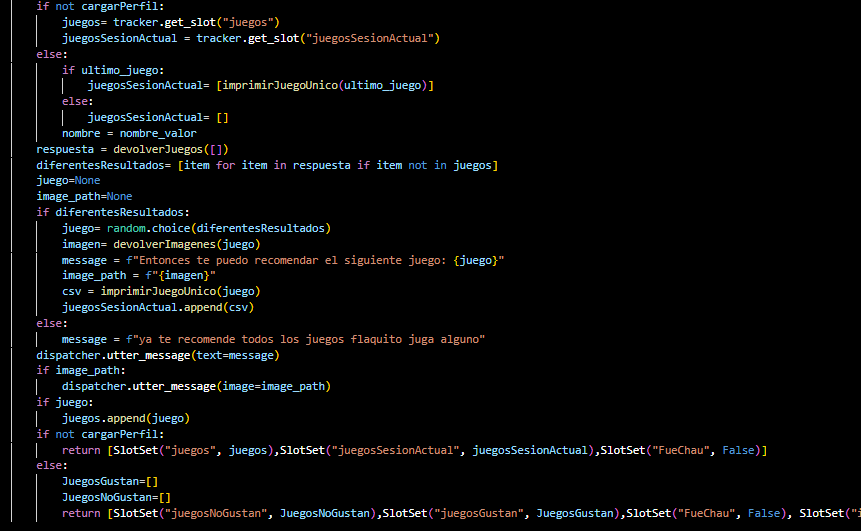 if not cargarPerfil:
juegos= tracker.get_slot("juegos")
juegosSesionActual = tracker.get_slot("juegosSesionActual")
else:
if ultimo_juego:
juegosSesionActual= [imprimirJuegoUnico(ultimo_juego)]
else:
juegosSesionActual= []
nombre = nombre_valor
respuesta = devolverJuegos([])
diferentesResultados= [item for item in respuesta if item not in juegos]
juego=None
image_path=None
if diferentesResultados:
juego= random.choice(diferentesResultados)
imagen= devolverImagenes(juego)
message = f"Entonces te puedo recomendar el siguiente juego: {juego}"
image_path = f"{imagen}"
csv = imprimirJuegoUnico(juego)
juegosSesionActual.append(csv)
else:
message = f"ya te recomende todos los juegos flaquito juga alguno"
dispatcher.utter_message(text=message)
if image_path:
dispatcher.utter_message(image=image_path)
if juego:
juegos.append(juego)
if not cargarPerfil:
return [SlotSet("juegos", juegos),SlotSet("juegosSesionActual", juegosSesionActual),SlotSet("FueChau", False)]
else:
JuegosGustan=[]
JuegosNoGustan=[]
return [SlotSet("juegosNoGustan", JuegosNoGustan),SlotSet("juegosGustan", JuegosGustan),SlotSet("FueChau", False), SlotSet("